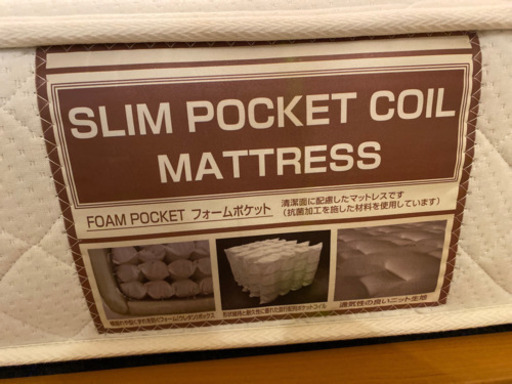 SLIM POCKET COIL
MATTRESS
FOAM POCKET フォームポケット
清潔面に配慮したマットレスです
(抗菌加工を施した材料を使用しています)
通気性の良いニット生地